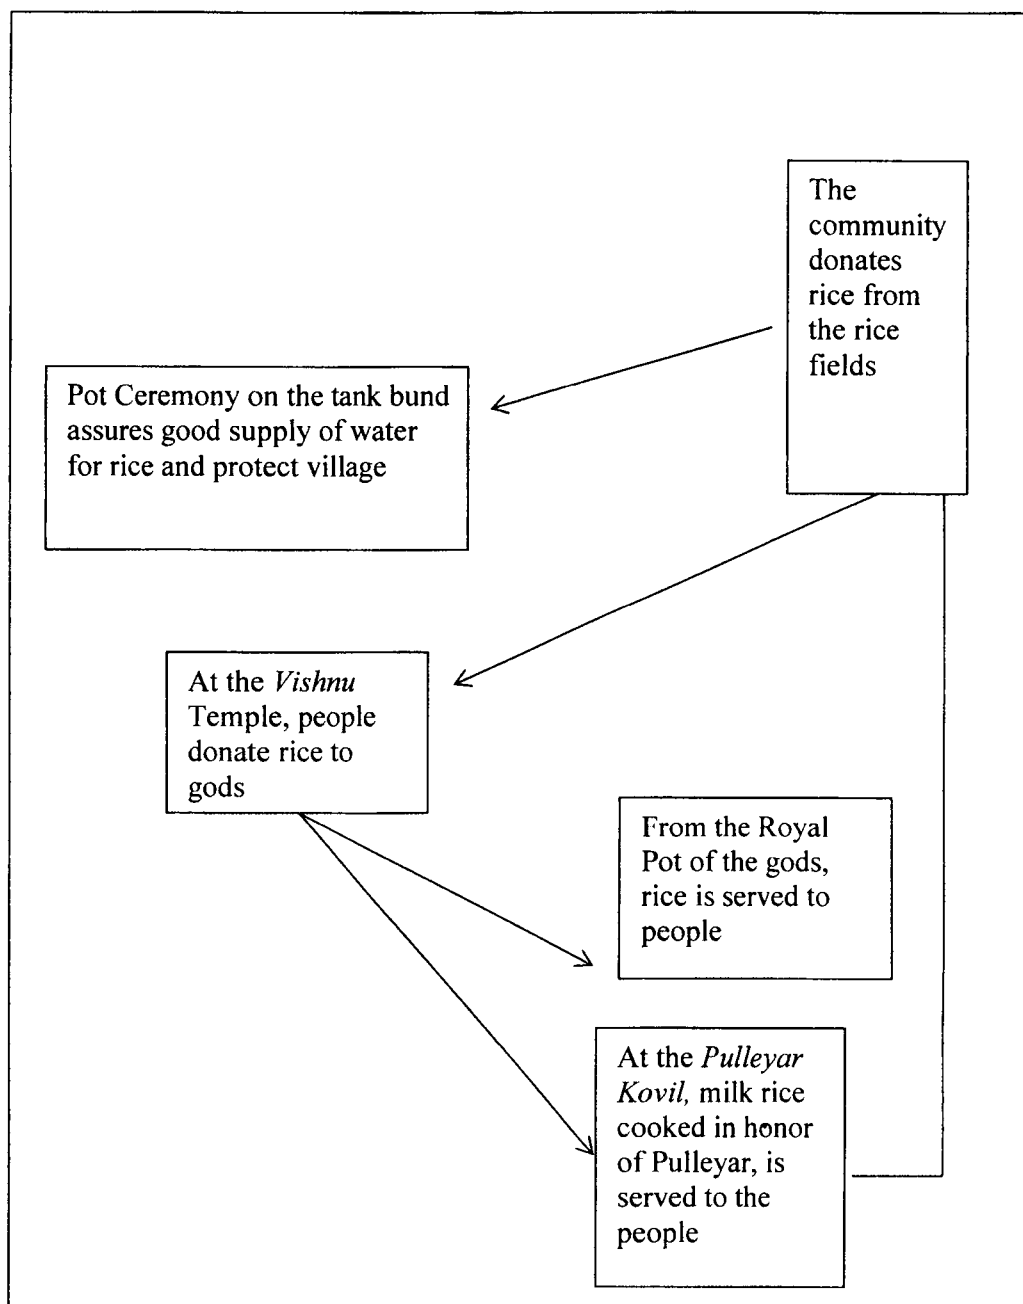 The
community
donates
rice from
the rice
fields
Pot Ceremony on the tank bund
assures good supply of water
for rice and protect village
At the Vishnu
Temple, people
donate rice to
gods
From the Royal
Pot of the gods,
rice is served to
people
At the Pulleyar
Kovil, milk rice
cooked in honor
of Pulleyar, is
served to the
people